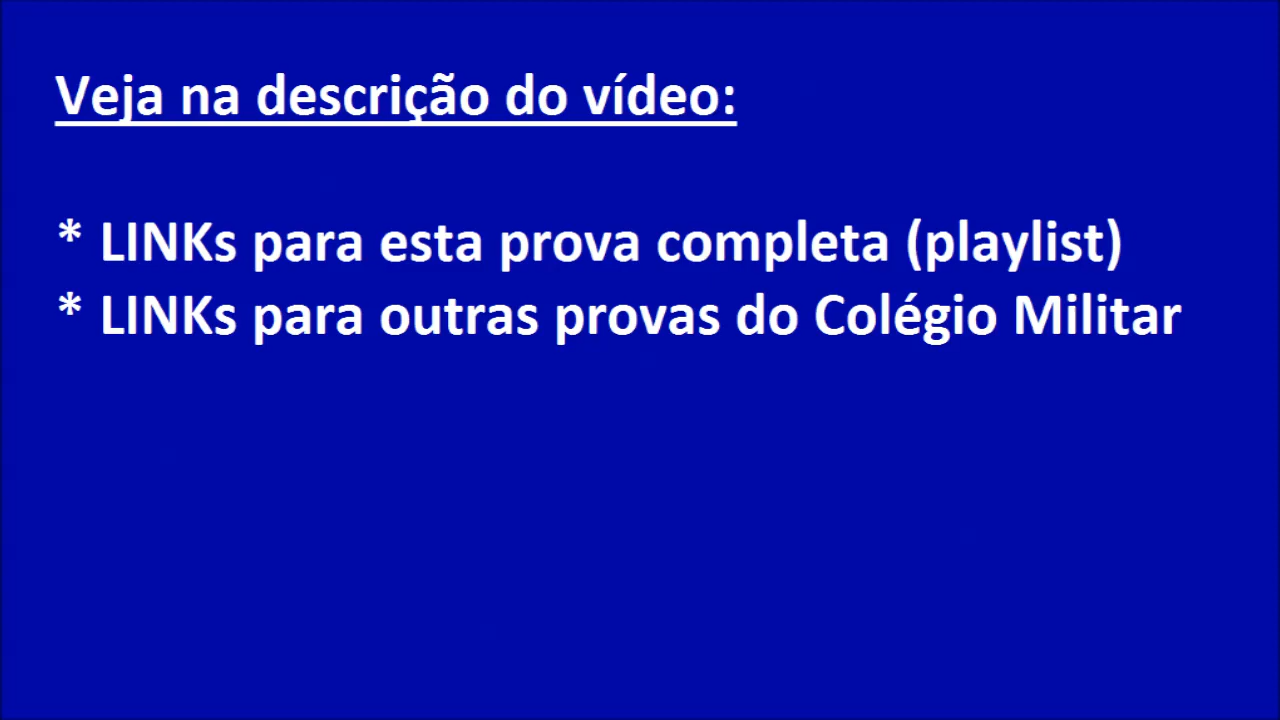 Veja na descrição do vídeo:
* LINKs para esta prova completa (playlist)
* LINKs para outras provas do Colégio Militar